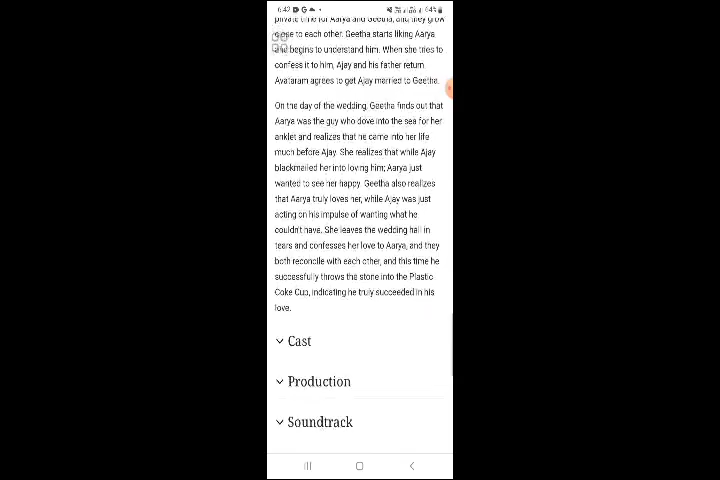 6:42
64%
private time for Aarya and Geetha, and they grow
close to each other. Geetha starts liking Aarya
and begins to understand him. When she tries to
confess it to him, Ajay and his father return.
Avataram agrees to get Ajay married to Geetha.
On the day of the wedding, Geetha finds out that
Aarya was the guy who dove into the sea for her
anklet and realizes that he came into her life
much before Ajay. She realizes that while Ajay
blackmailed her into loving him; Aarya just
wanted to see her happy. Geetha also realizes
that Aarya truly loves her, while Ajay was just
acting on his impulse of wanting what he
couldn't have. She leaves the wedding hall in
tears and confesses her love to Aarya, and they
both reconcile with each other, and this time he
successfully throws the stone into the Plastic
Coke Cup, indicating he truly succeeded in his
love.
Cast
Production
Soundtrack